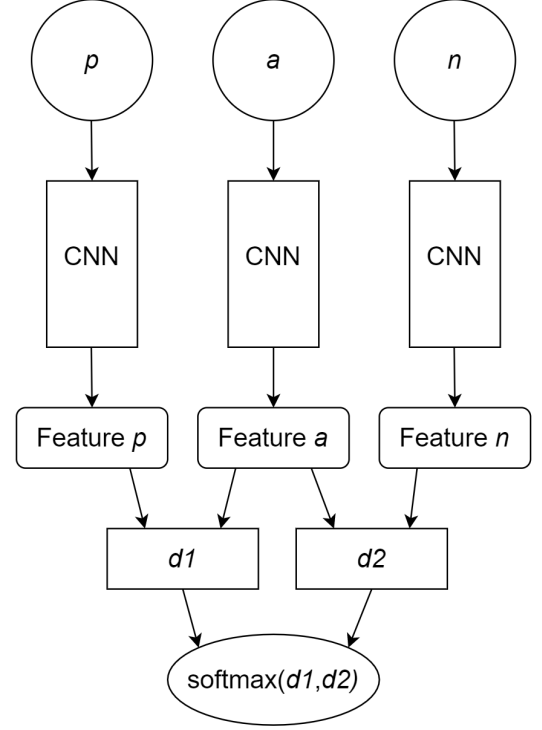 p
a
n
CNN
CNN
CNN
Feature p
Feature a
Feature n
d1
d2
softmax(d1,d2)